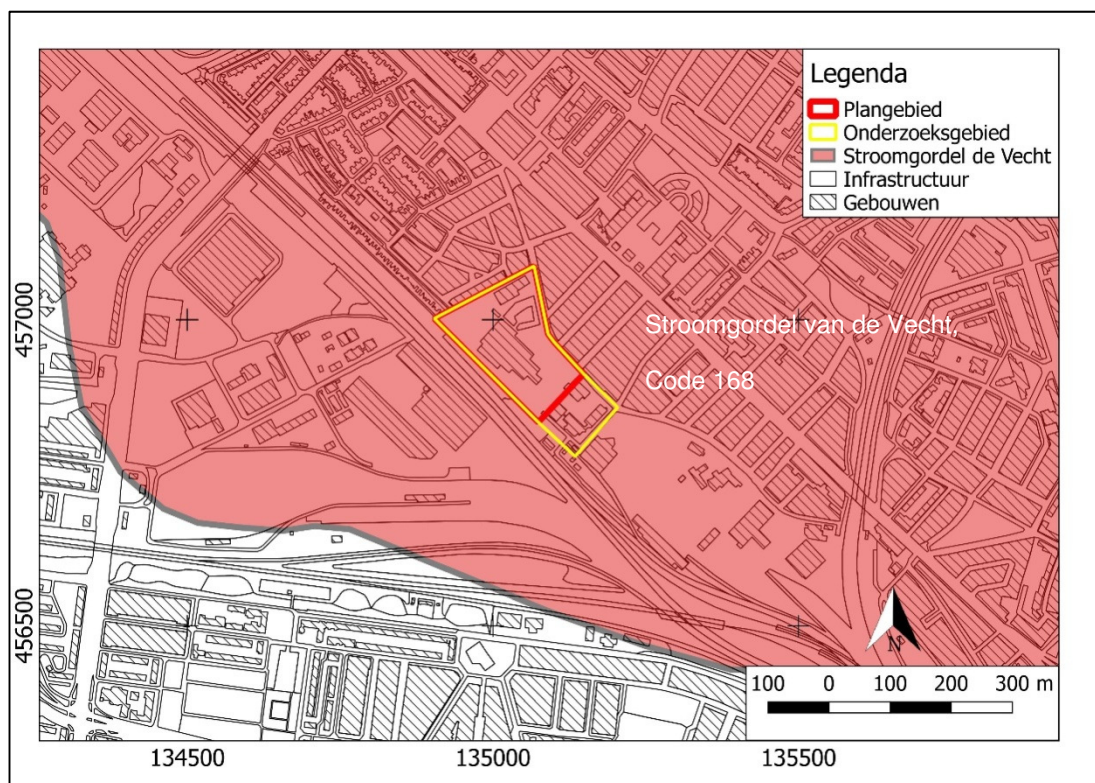 Legenda
Plangebied
Onderzoeksgebied
Stroomgordel de Vecht
Infrastructuur
Gebouwen
457000
Stroomgordel van de Vecht,
Code 168
456500
N
100 0 100 200 300 m
134500 135000 135500